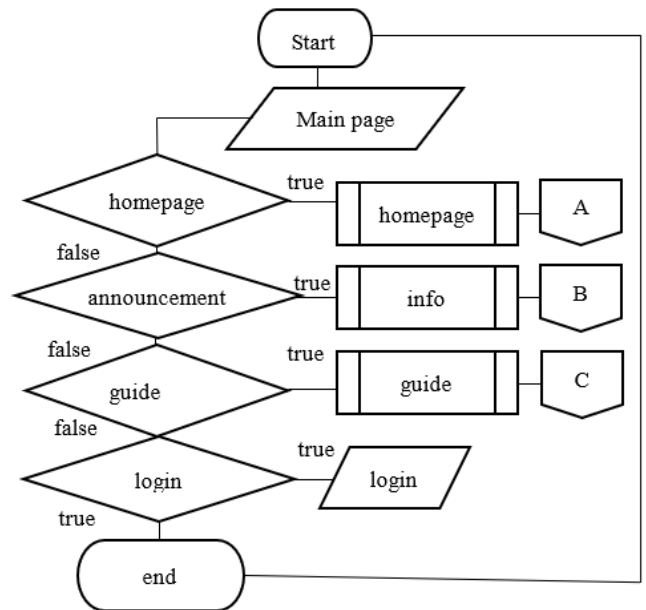 Start
Main page
homepage
true
homepage
A
false
announcement
true
info
B
false
guide
true
guide
C
false
login
true
login
true
end